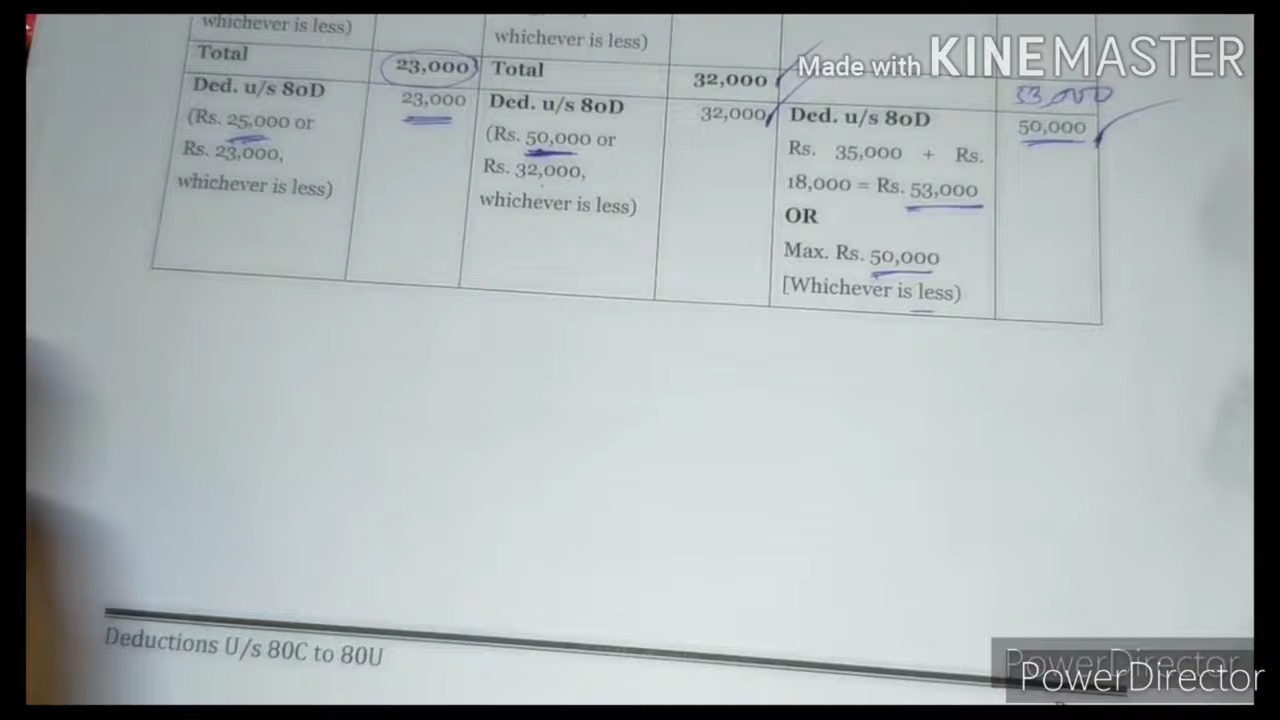 whichever is less)
whichever is less)
Made with KINEMASTER
Total
23,000
Total
32,000
53,000
Ded. u/s 80D
23,000
Ded. u/s 80D
32,000
Ded. u/s 80D
50,000
(Rs. 25,000 or
(Rs. 50,000 or
Rs. 35,000 + Rs.
Rs. 23,000,
Rs. 32,000,
18,000 = Rs. 53,000
whichever is less)
whichever is less)
OR
Max. Rs. 50,000
[Whichever is less)
Deductions U/s 80C to 80U
PowerDirector
PowerDirector